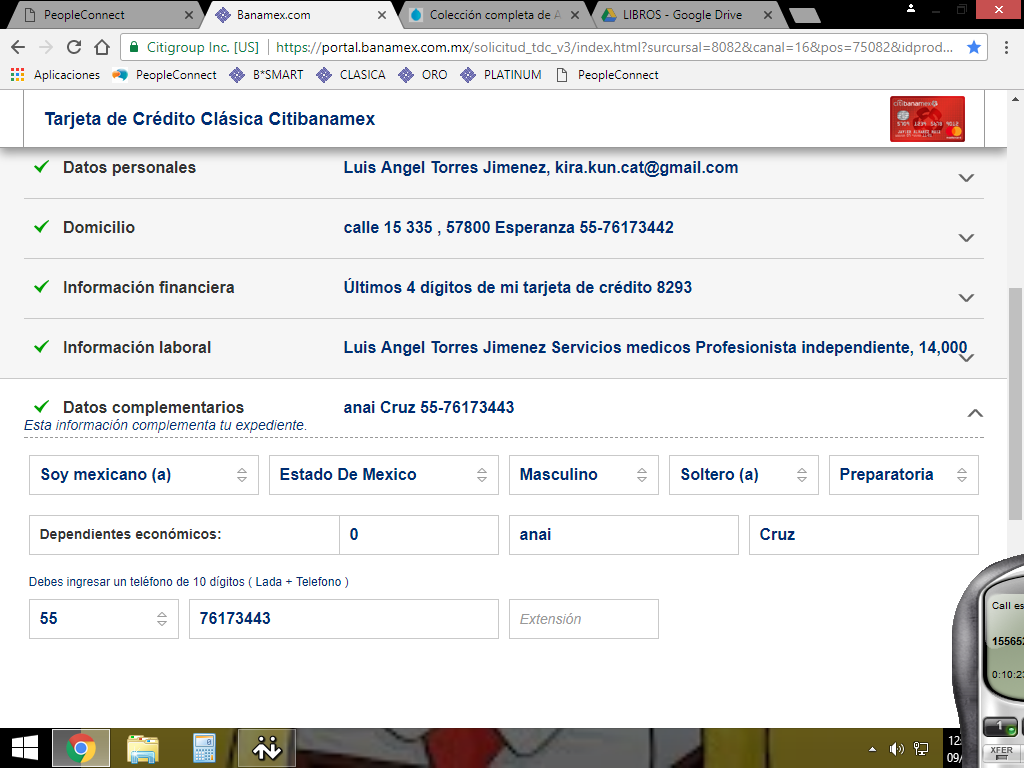 PeopleConnect
Banamex.com
Colección completa de A
LIBROS - Google Drive
Citigroup Inc. [US]
https://portal.banamex.com.mx/solicitud_tdc_v3/index.html?sursursal=8082&canal=16&pos=75082&idprod...
Aplicaciones PeopleConnect B*SMART CLASICA ORO PLATINUM PeopleConnect
Tarjeta de Crédito Clásica Citibanamex
citibanamex
Datos personales Luis Angel Torres Jimenez, kira.kun.cat@gmail.com
Domicilio calle 15 335 , 57800 Esperanza 55-76173442
Información financiera Últimos 4 dígitos de mi tarjeta de crédito 8293
Información laboral Luis Angel Torres Jimenez Servicios medicos Profesionista independiente, 14,000
Datos complementarios anai Cruz 55-76173443
Esta información complementa tu expediente.
Soy mexicano (a) Estado De Mexico Masculino Soltero (a) Preparatoria
Dependientes económicos: 0 anai Cruz
Debes ingresar un teléfono de 10 dígitos ( Lada + Telefono )
55 76173443 Extensión
Call es
15565
0:10:2
1
XFER
12:
09/